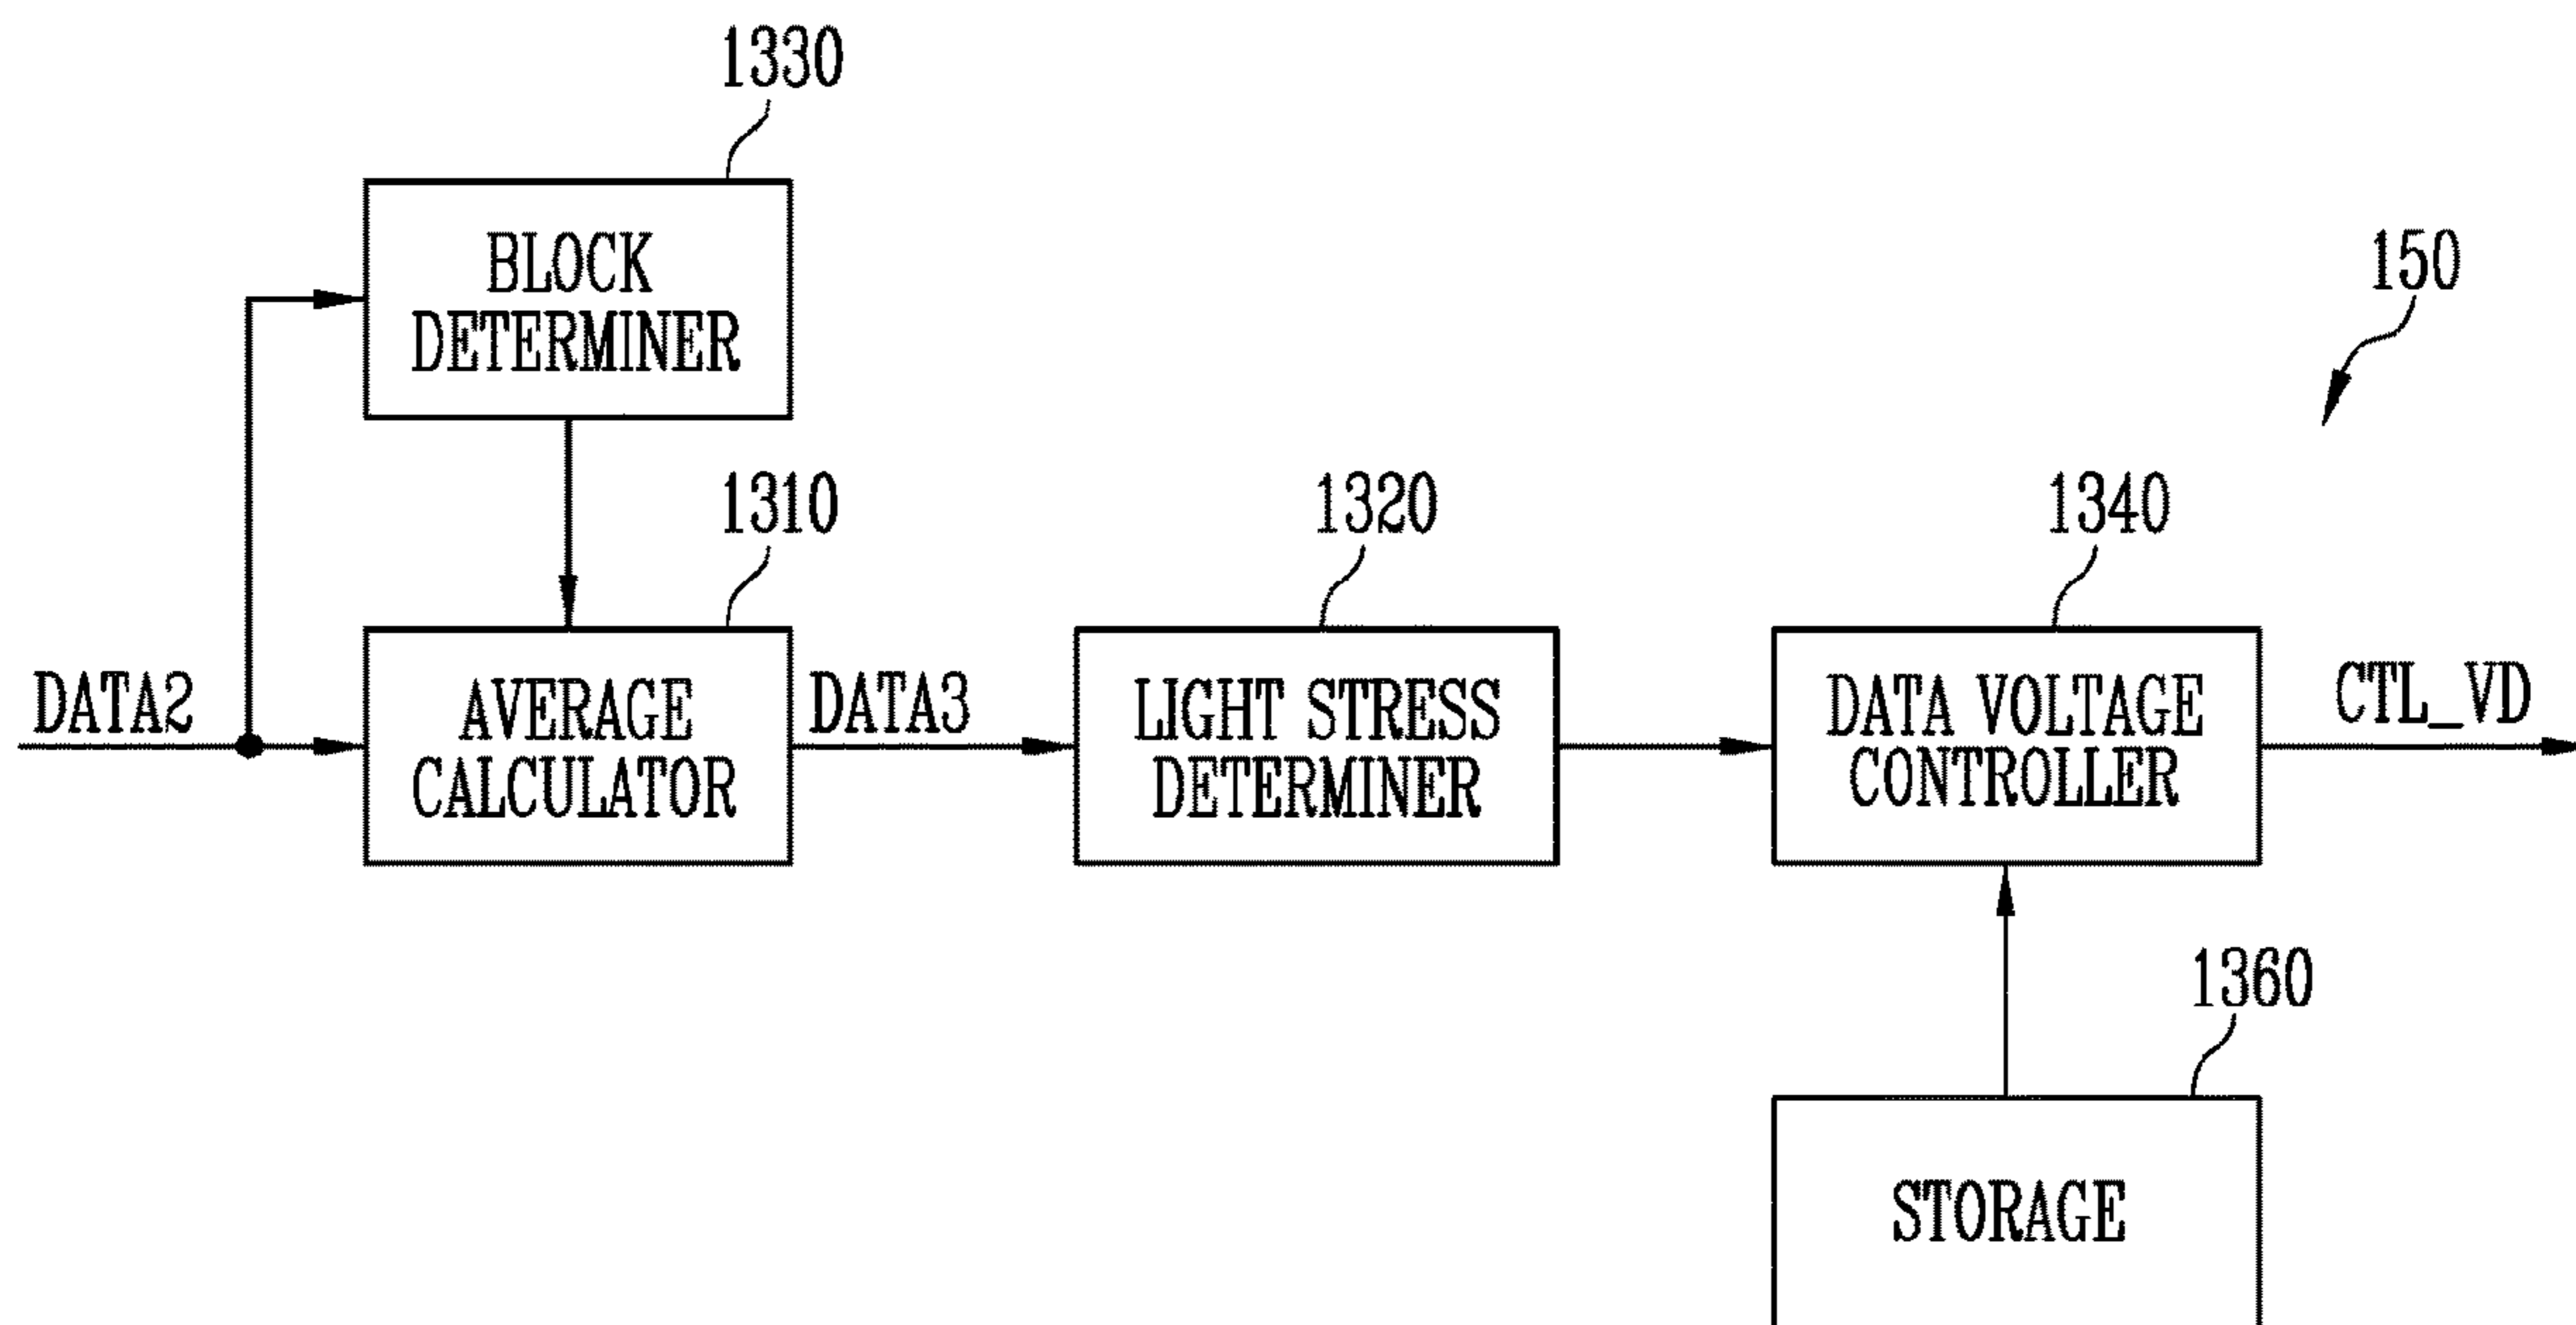 1330
BLOCK
DETERMINER
150
1310
1320
1340
DATA2
AVERAGE
CALCULATOR
DATA3
LIGHT STRESS
DETERMINER
DATA VOLTAGE
CONTROLLER
CTL_VD
1360
STORAGE